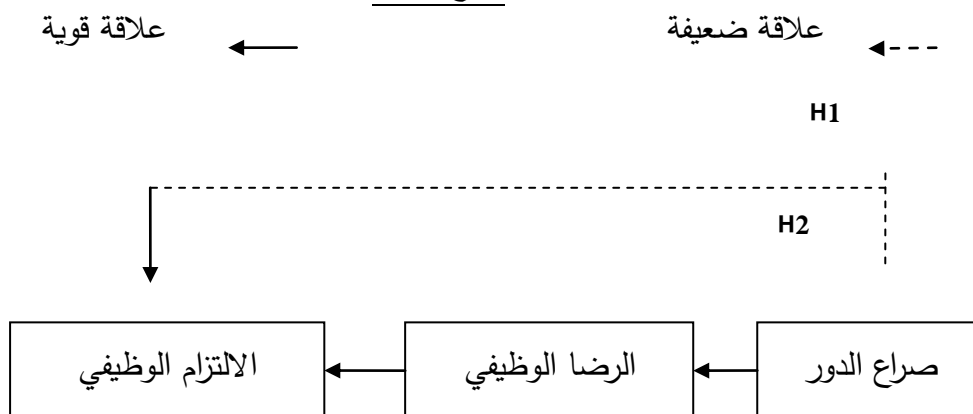 علاقة ضعيفة
علاقة قوية
H1
H2
صراع الدور
الرضا الوظيفي
الالتزام الوظيفي